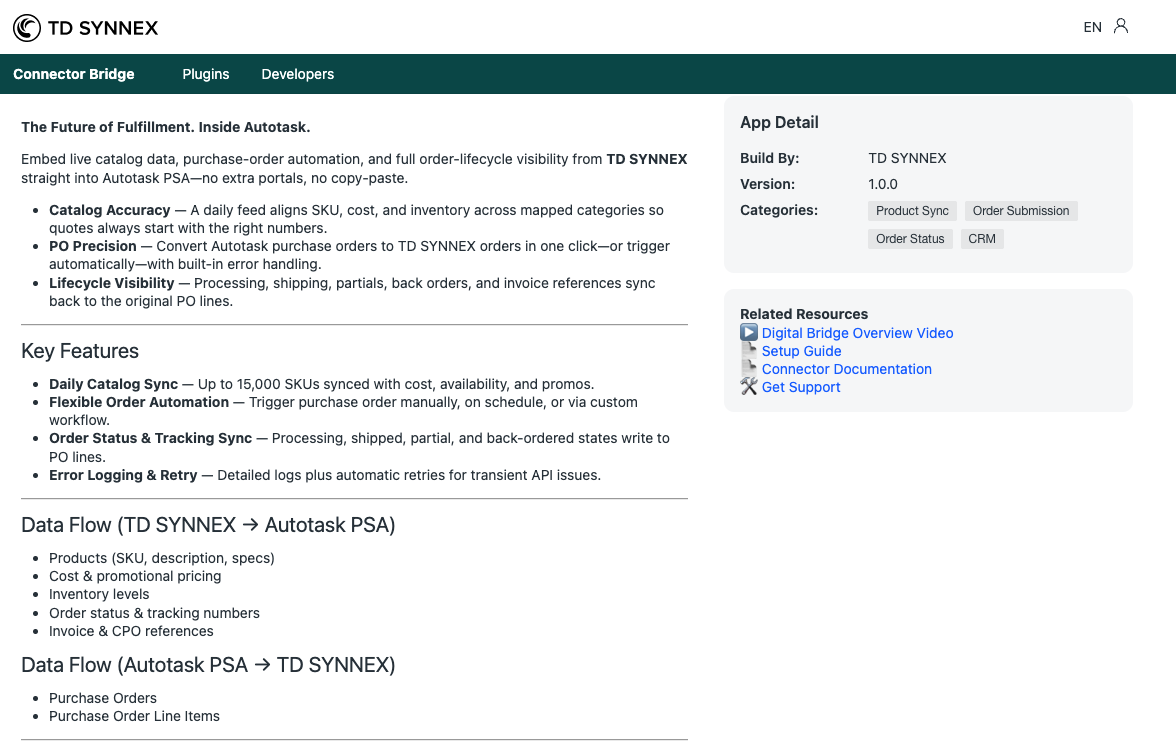 TD SYNNEX
EN
Connector Bridge
Plugins
Developers
The Future of Fulfillment. Inside Autotask.
Embed live catalog data, purchase-order automation, and full order-lifecycle visibility from TD SYNNEX
straight into Autotask PSA—no extra portals, no copy-paste.
Catalog Accuracy — A daily feed aligns SKU, cost, and inventory across mapped categories so
quotes always start with the right numbers.
PO Precision — Convert Autotask purchase orders to TD SYNNEX orders in one click—or trigger
automatically—with built-in error handling.
Lifecycle Visibility — Processing, shipping, partials, back orders, and invoice references sync
back to the original PO lines.
Key Features
Daily Catalog Sync — Up to 15,000 SKUs synced with cost, availability, and promos.
Flexible Order Automation — Trigger purchase order manually, on schedule, or via custom
workflow.
Order Status & Tracking Sync — Processing, shipped, partial, and back-ordered states write to
PO lines.
Error Logging & Retry — Detailed logs plus automatic retries for transient API issues.
Data Flow (TD SYNNEX → Autotask PSA)
Products (SKU, description, specs)
Cost & promotional pricing
Inventory levels
Order status & tracking numbers
Invoice & CPO references
Data Flow (Autotask PSA → TD SYNNEX)
Purchase Orders
Purchase Order Line Items
App Detail
Build By: TD SYNNEX
Version: 1.0.0
Categories: Product Sync Order Submission
Order Status CRM
Related Resources
Digital Bridge Overview Video
Setup Guide
Connector Documentation
Get Support